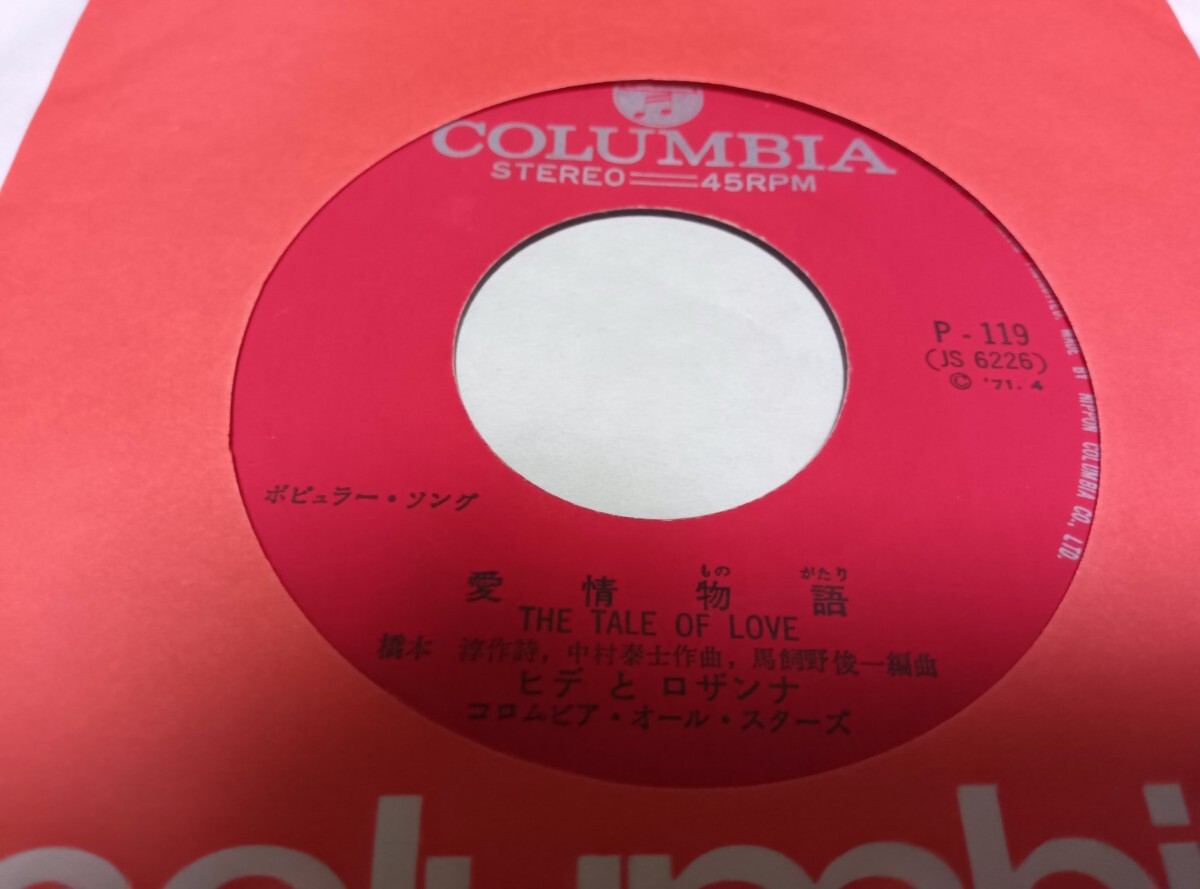 COLUMBIA
STEREO 45RPM
P-119
(JS 6226)
© '71.4
MADE BY NIPPON COLUMBIA CO., LTD.
ポピュラー・ソング
もの がたり
愛情物語
THE TALE OF LOVE
橋本 淳作詩, 中村泰士作曲, 馬飼野俊一編曲
ヒデとロザンナ
コロムビア・オール・スターズ
columbi